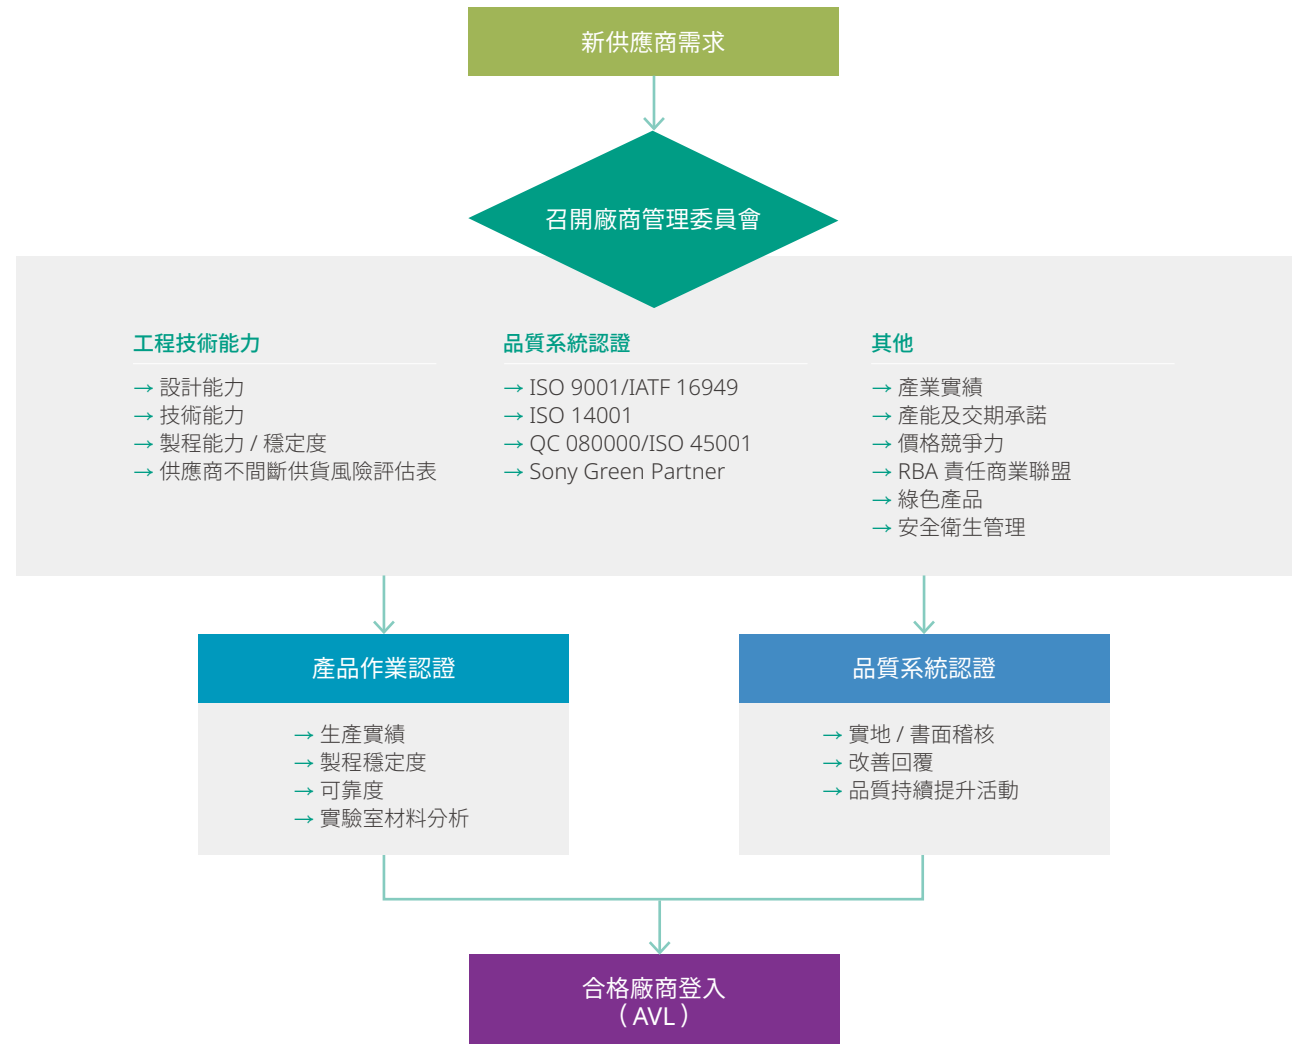 新供應商需求
召開廠商管理委員會
工程技術能力
→ 設計能力
→ 技術能力
→ 製程能力 / 穩定度
→ 供應商不間斷供貨風險評估表
品質系統認證
→ ISO 9001/IATF 16949
→ ISO 14001
→ QC 080000/ISO 45001
→ Sony Green Partner
其他
→ 產業實績
→ 產能及交期承諾
→ 價格競爭力
→ RBA 責任商業聯盟
→ 綠色產品
→ 安全衛生管理
產品作業認證
→ 生產實績
→ 製程穩定度
→ 可靠度
→ 實驗室材料分析
品質系統認證
→ 實地 / 書面稽核
→ 改善回覆
→ 品質持續提升活動
合格廠商登入
（AVL）